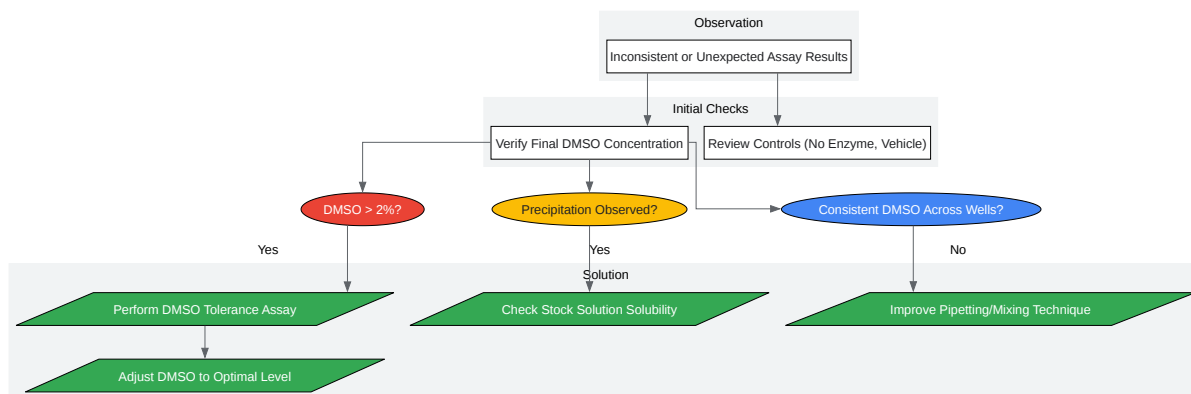 Observation
Inconsistent or Unexpected Assay Results
Initial Checks
Verify Final DMSO Concentration
Review Controls (No Enzyme, Vehicle)
DMSO > 2%?
Precipitation Observed?
Consistent DMSO Across Wells?
Yes
Yes
No
Solution
Perform DMSO Tolerance Assay
Check Stock Solution Solubility
Improve Pipetting/Mixing Technique
Adjust DMSO to Optimal Level